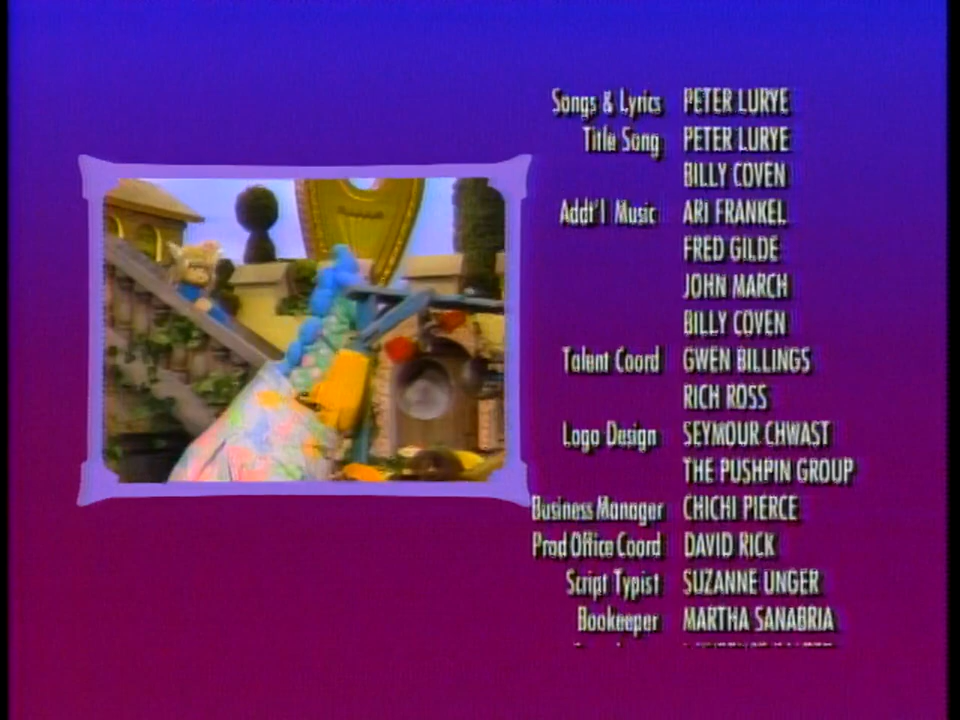 Songs & Lyrics PETER LURYE
Title Song PETER LURYE
BILLY COVEN
Addt'l Music ARI FRANKEL
FRED GILDE
JOHN MARCH
BILLY COVEN
Talent Coord GWEN BILLINGS
RICH ROSS
Logo Design SEYMOUR CHWAST
THE PUSHPIN GROUP
Business Manager CHICHI PIERCE
Prod Office Coord DAVID RICK
Script Typist SUZANNE UNGER
Bookeeper MARTHA SANABRIA